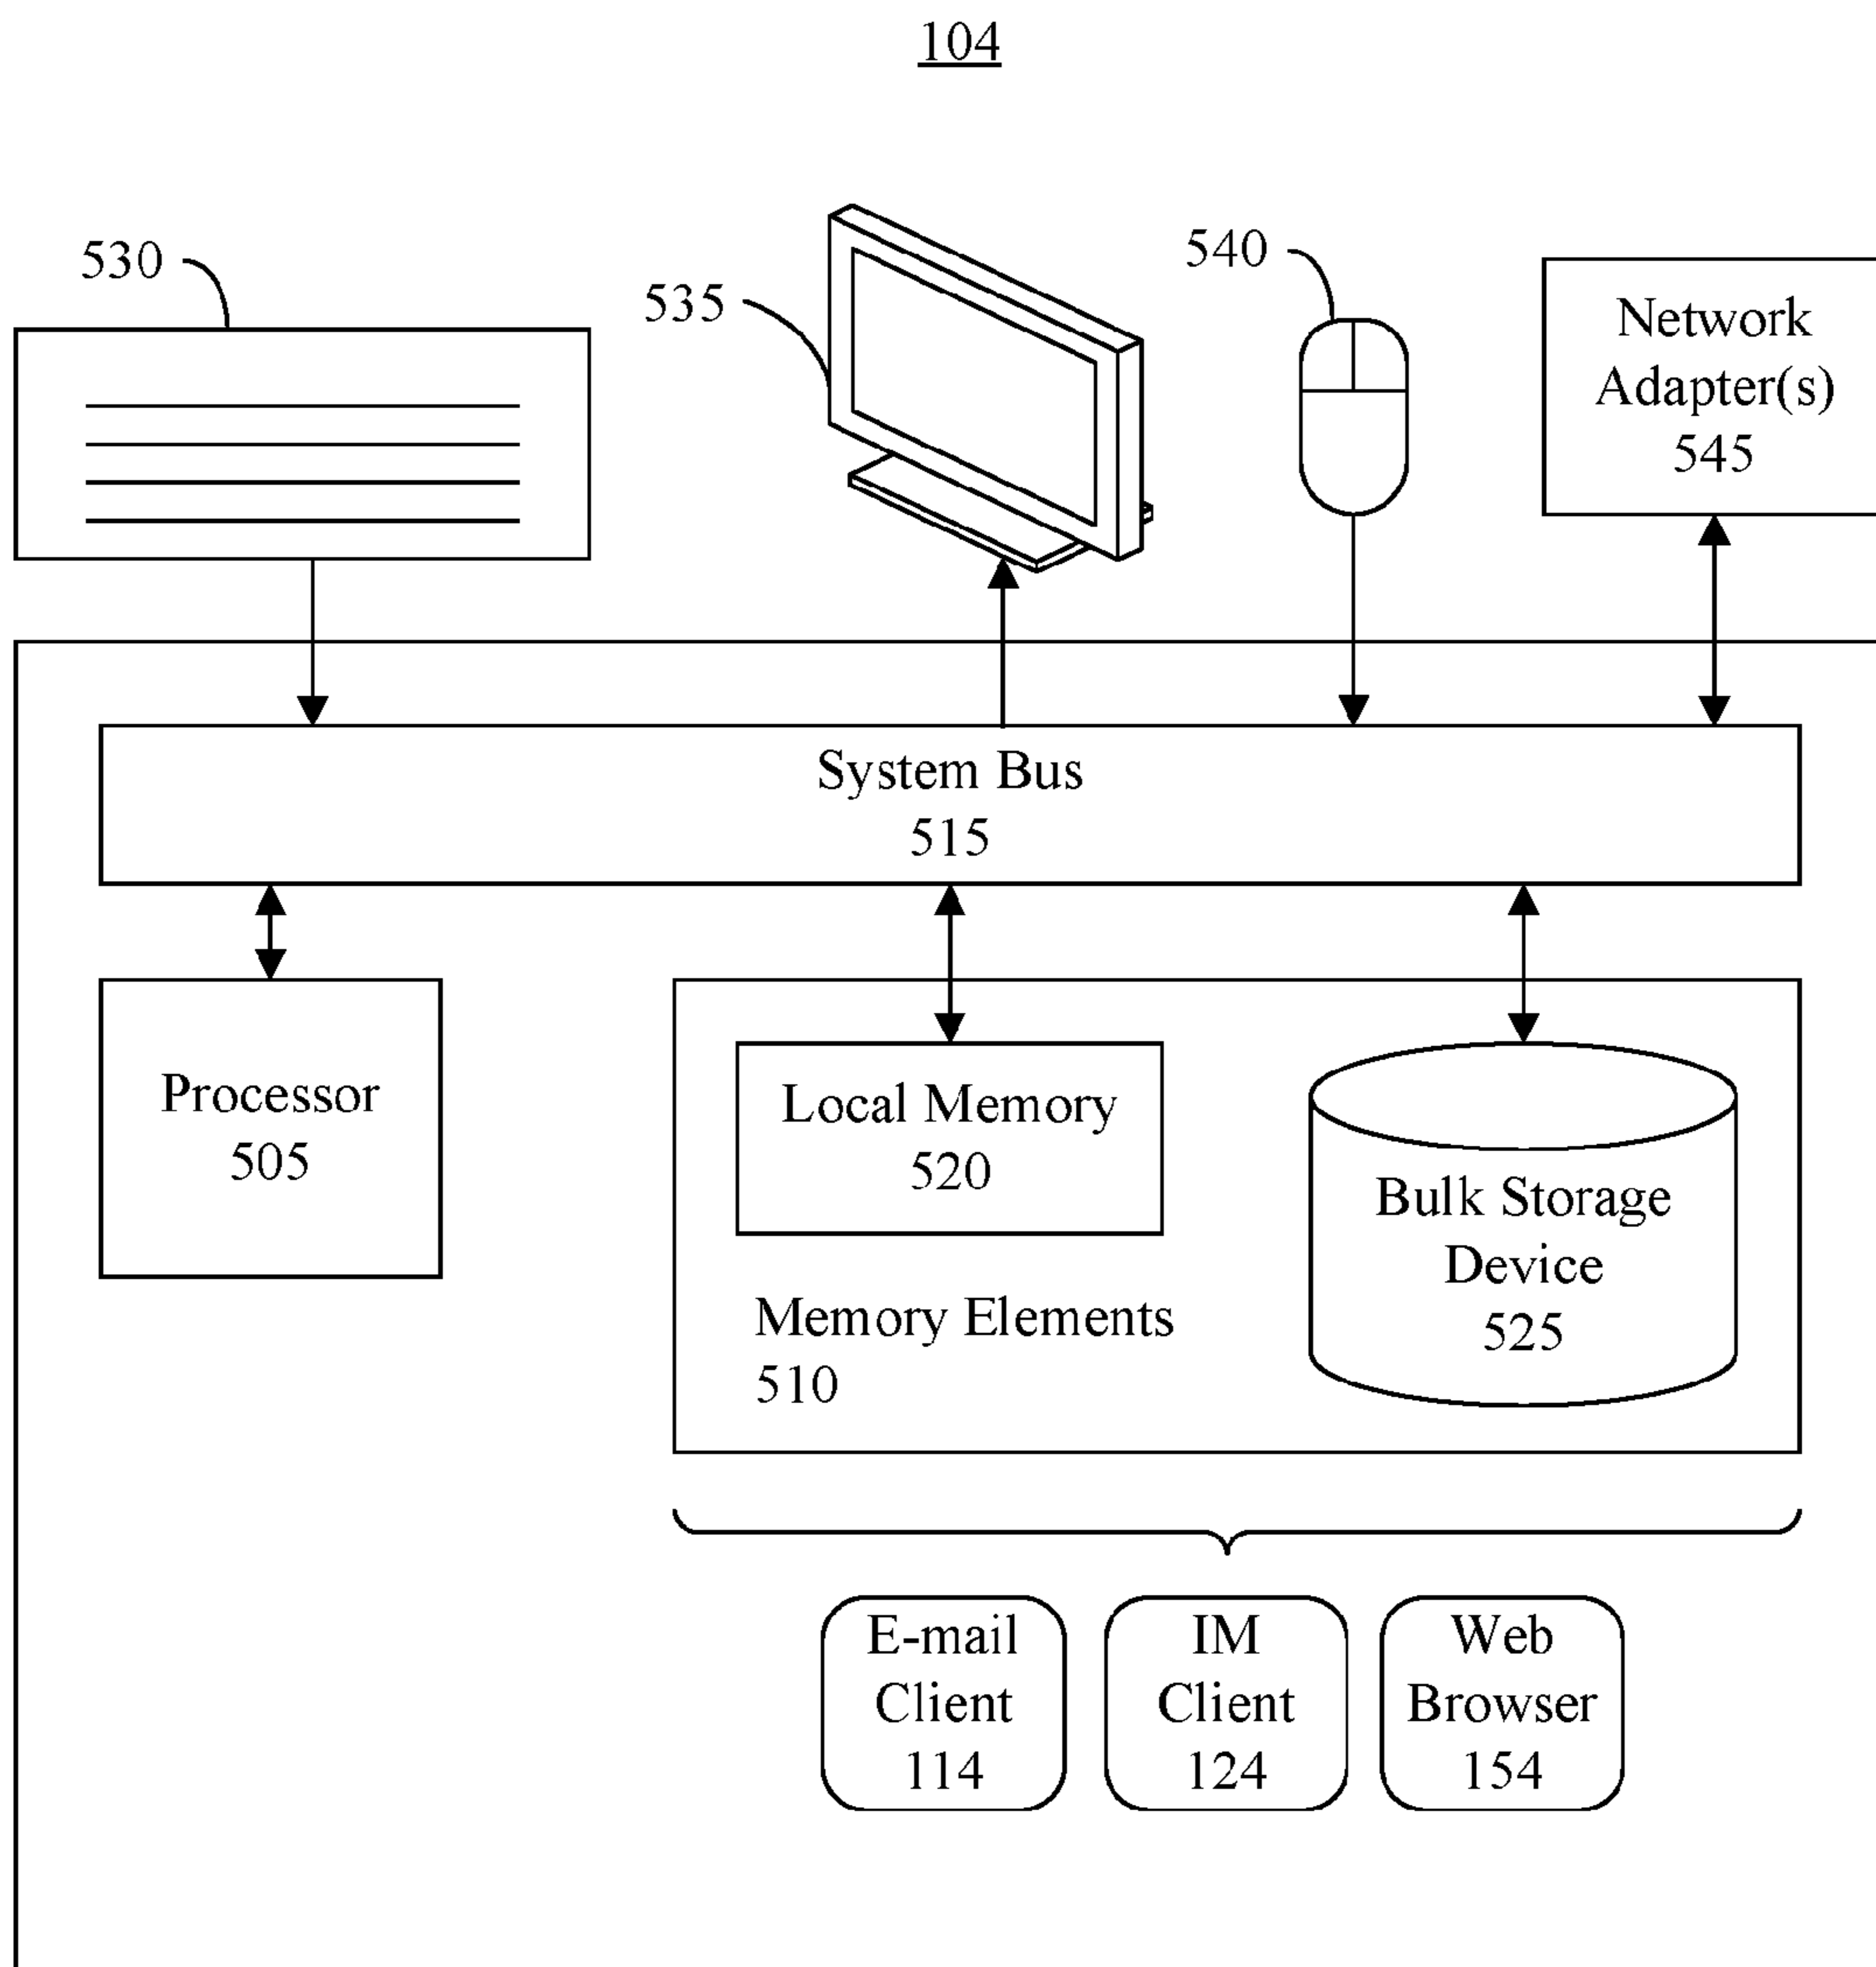 104
530
535
540
Network
Adapter(s)
545
System Bus
515
Processor
505
Local Memory
520
Memory Elements
510
Bulk Storage
Device
525
E-mail
Client
114
IM
Client
124
Web
Browser
154